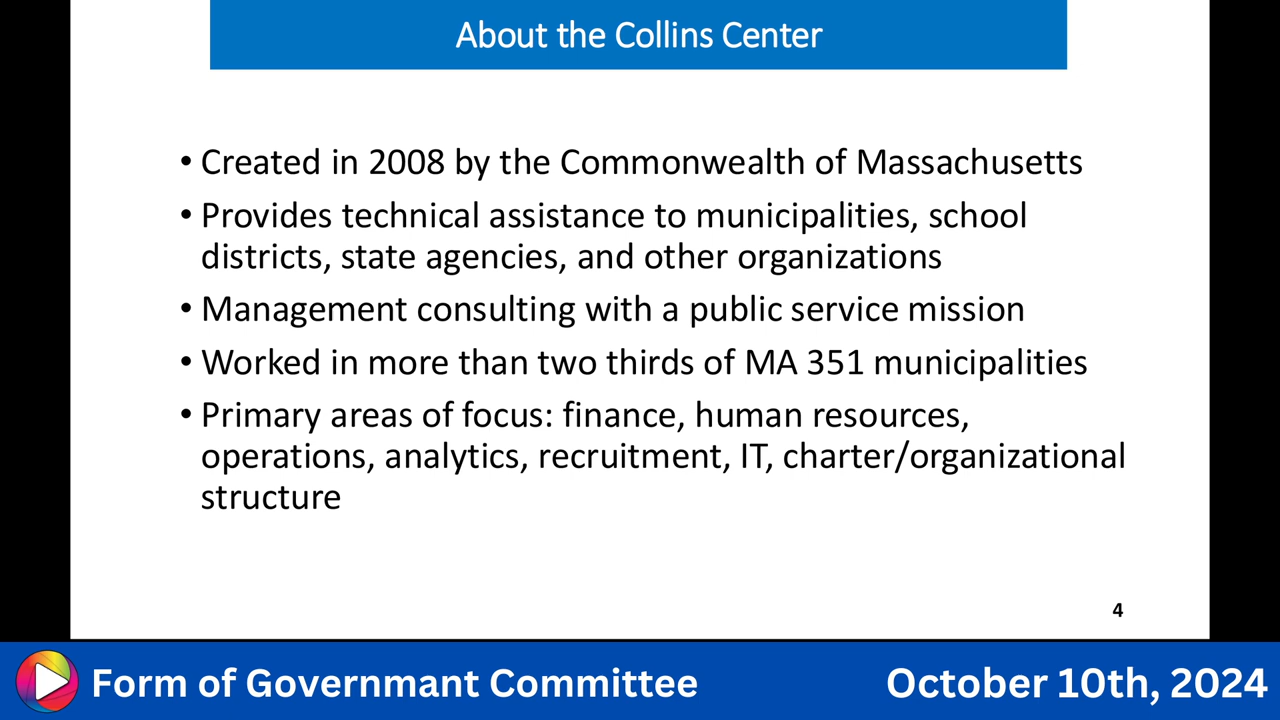 About the Collins Center
• Created in 2008 by the Commonwealth of Massachusetts
• Provides technical assistance to municipalities, school
districts, state agencies, and other organizations
• Management consulting with a public service mission
• Worked in more than two thirds of MA 351 municipalities
• Primary areas of focus: finance, human resources,
operations, analytics, recruitment, IT, charter/organizational
structure
4
Form of Governmant Committee
October 10th, 2024